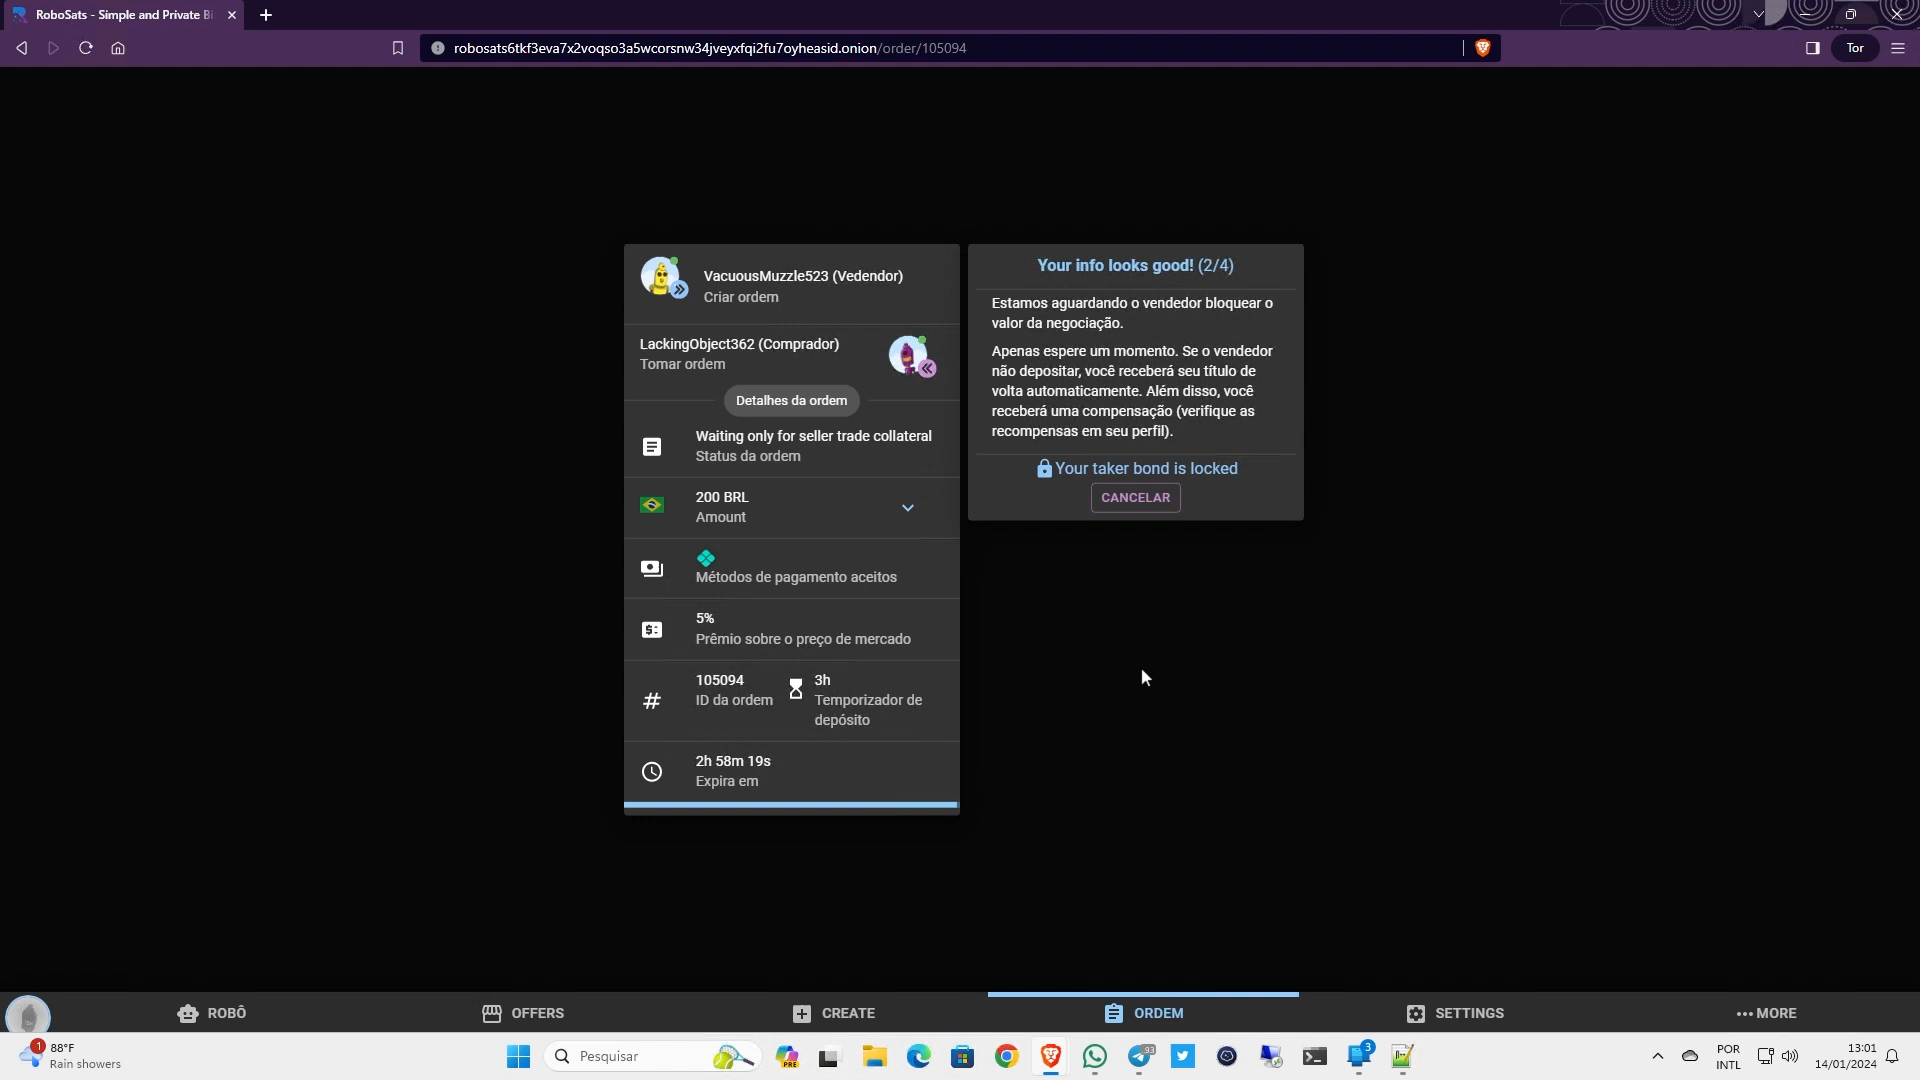 RoboSats - Simple and Private Bi
robosats6tkf3eva7x2voqso3a5wcorsnw34jveyxfqi2fu7oyheasid.onion/order/105094
Tor
VacuousMuzzle523 (Vedendor)
Criar ordem
LackingObject362 (Comprador)
Tomar ordem
Detalhes da ordem
Waiting only for seller trade collateral
Status da ordem
200 BRL
Amount
Métodos de pagamento aceitos
5%
Prêmio sobre o preço de mercado
105094
ID da ordem
3h
Temporizador de
depósito
2h 58m 19s
Expira em
Your info looks good! (2/4)
Estamos aguardando o vendedor bloquear o
valor da negociação.
Apenas espere um momento. Se o vendedor
não depositar, você receberá seu título de
volta automaticamente. Além disso, você
receberá uma compensação (verifique as
recompensas em seu perfil).
Your taker bond is locked
CANCELAR
ROBÔ
OFFERS
CREATE
ORDEM
SETTINGS
MORE
1
88°F
Rain showers
Pesquisar
PRE
93
3
POR
INTL
13:01
14/01/2024